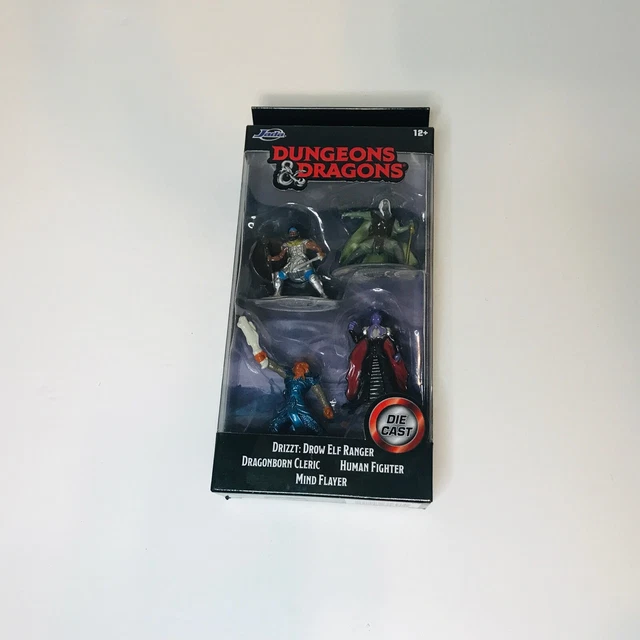 Jada
12+
DUNGEONS
& DRAGONS
DIE
CAST
DRIZZT: DROW ELF RANGER
DRAGONBORN CLERIC HUMAN FIGHTER
MIND FLAYER